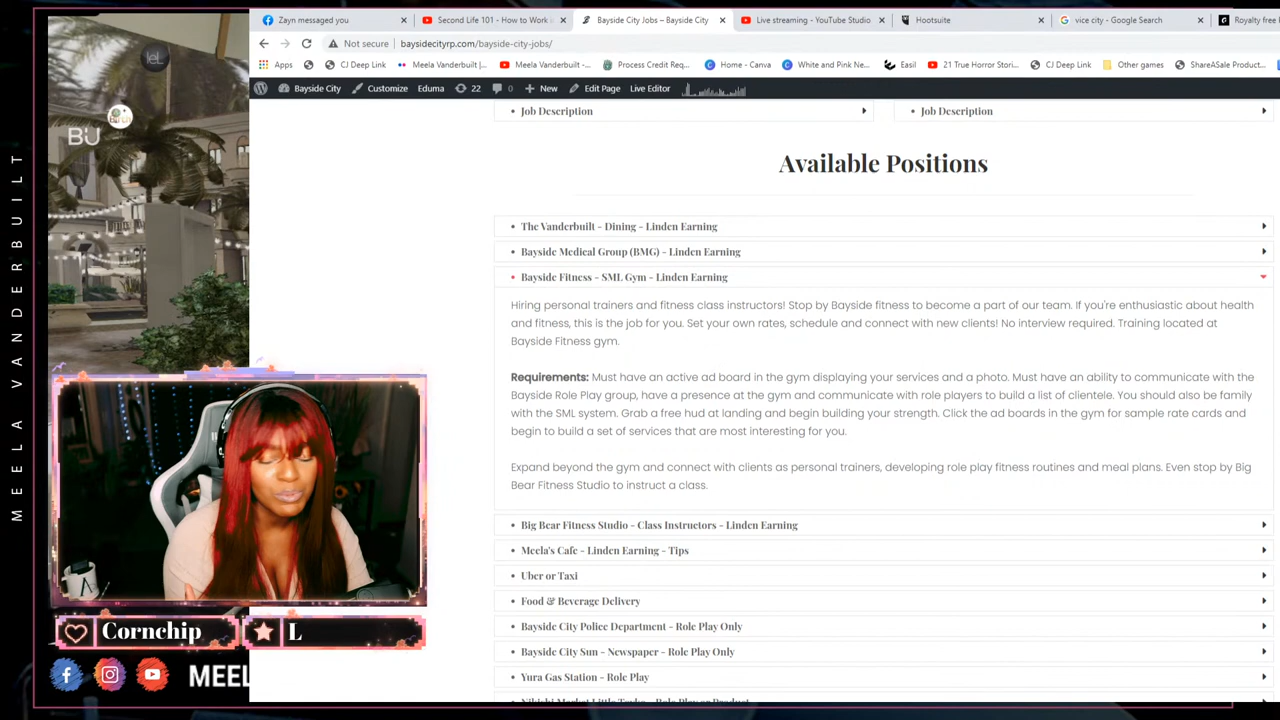 Zayn messaged you
Second Life 101 - How to Work
Bayside City Jobs – Bayside City
Live streaming - YouTube Studio
Hootsuite
vice city - Google Search
Royalty free
Not secure
baysidecityrp.com/bayside-city-jobs/
Apps
CJ Deep Link
Meela Vanderbuilt |...
Meela Vanderbuilt -...
Process Credit Req...
Home - Canva
White and Pink Ne...
Easil
21 True Horror Stori...
CJ Deep Link
Other games
ShareASale Product...
Bayside City
Customize
Eduma
22
0
New
Edit Page
Live Editor
Job Description
Job Description
Available Positions
The Vanderbuilt - Dining - Linden Earning
Bayside Medical Group (BMG) - Linden Earning
Bayside Fitness - SML Gym - Linden Earning
Hiring personal trainers and fitness class instructors! Stop by Bayside fitness to become a part of our team. If you're enthusiastic about health
and fitness, this is the job for you. Set your own rates, schedule and connect with new clients! No interview required. Training located at
Bayside Fitness gym.
Requirements: Must have an active ad board in the gym displaying your services and a photo. Must have an ability to communicate with the
Bayside Role Play group, have a presence at the gym and communicate with role players to build a list of clientele. You should also be family
with the SML system. Grab a free hud at landing and begin building your strength. Click the ad boards in the gym for sample rate cards and
begin to build a set of services that are most interesting for you.
Expand beyond the gym and connect with clients as personal trainers, developing role play fitness routines and meal plans. Even stop by Big
Bear Fitness Studio to instruct a class.
Big Bear Fitness Studio - Class Instructors - Linden Earning
Meela's Cafe - Linden Earning - Tips
Uber or Taxi
Food & Beverage Delivery
Bayside City Police Department - Role Play Only
Bayside City Sun - Newspaper - Role Play Only
Yura Gas Station - Role Play
MEELA VANDERBUILT
leL
birth
BU
Cornchip
L
MEEL